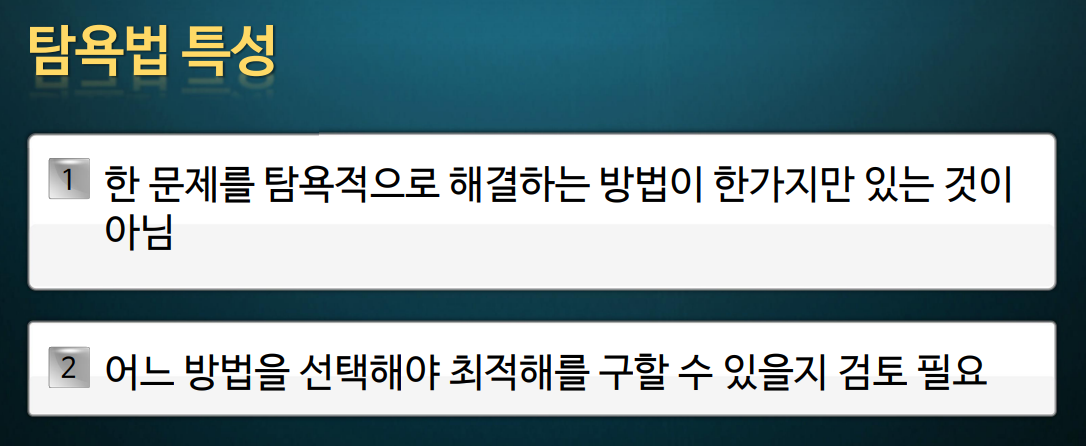 탐욕법 특성
1 한 문제를 탐욕적으로 해결하는 방법이 한가지만 있는 것이
아님
2 어느 방법을 선택해야 최적해를 구할 수 있을지 검토 필요